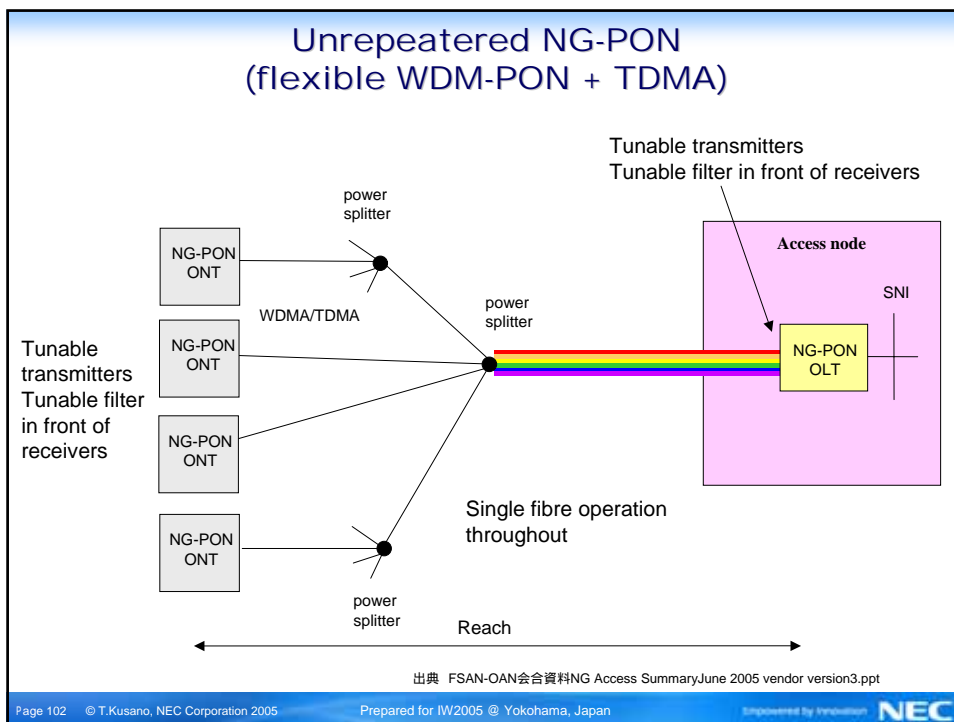 Unrepeatered NG-PON
(flexible WDM-PON + TDMA)
Tunable transmitters
Tunable filter in front of receivers
power
splitter
Access node
NG-PON
ONT
SNI
WDMA/TDMA
power
splitter
NG-PON
ONT
NG-PON
OLT
Tunable
transmitters
Tunable filter
in front of
receivers
NG-PON
ONT
Single fibre operation
throughout
NG-PON
ONT
power
splitter
Reach
出典 FSAN-OAN会合資料NG Access SummaryJune 2005 vendor version3.ppt
Page 102 © T.Kusano, NEC Corporation 2005 Prepared for IW2005 @ Yokohama, Japan Empowered by Innovation NEC